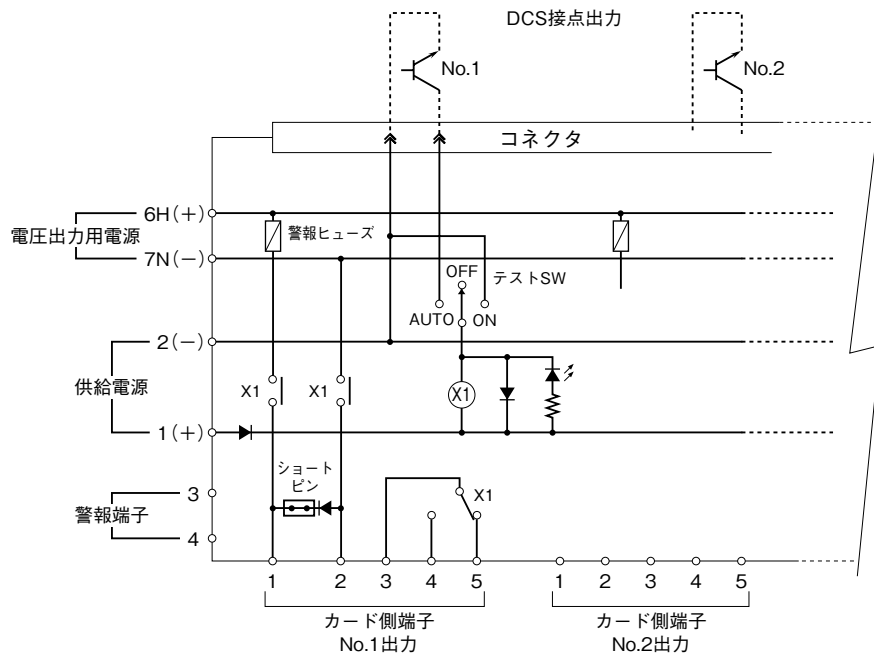 DCS接点出力
No.1
No.2
コネクタ
6H(+)
電圧出力用電源
警報ヒューズ
7N(−)
OFF
テストSW
AUTO
ON
2(−)
供給電源
X1
X1
X1
1(+)
ショート
ピン
3
X1
警報端子
4
1 2 3 4 5
1 2 3 4 5
カード側端子
No.1出力
カード側端子
No.2出力